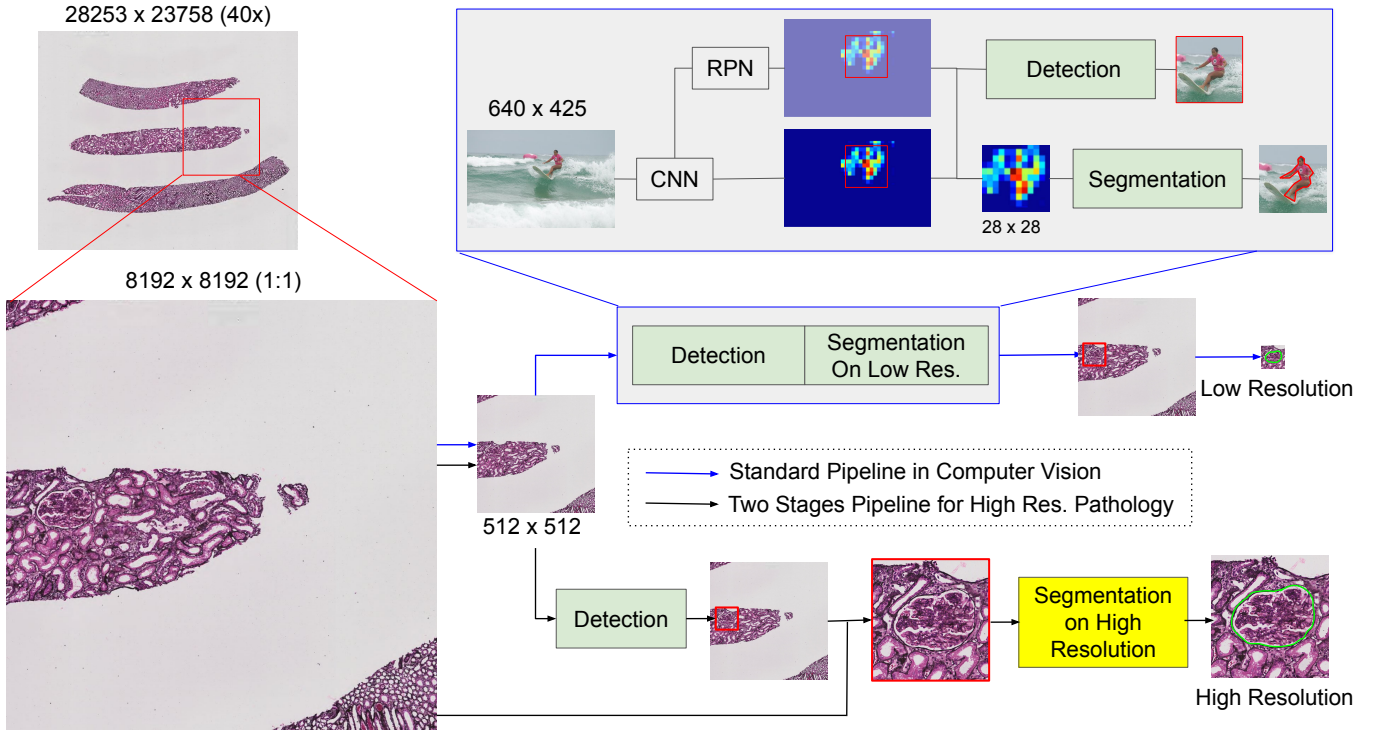 28253 x 23758 (40x)
8192 x 8192 (1:1)
640 x 425
RPN
CNN
Detection
28 x 28
Segmentation
Detection
Segmentation
On Low Res.
Low Resolution
512 x 512
Standard Pipeline in Computer Vision
Two Stages Pipeline for High Res. Pathology
Detection
Segmentation
on High
Resolution
High Resolution